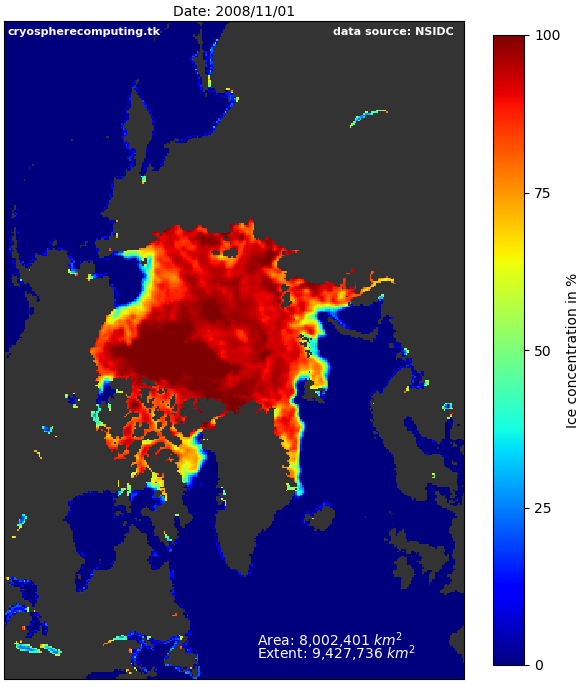 Date: 2008/11/01
cryospherecomputing.tk data source: NSIDC
100
75
50
25
0
Ice concentration in %
Area: 8,002,401 km²
Extent: 9,427,736 km²